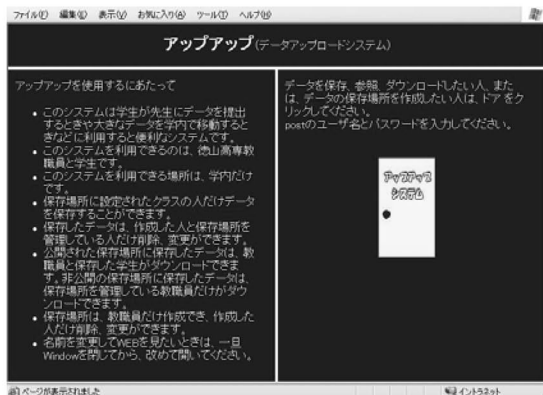 ファイル(F) 編集(E) 表示(V) お気に入り(A) ツール(T) ヘルプ(H)
アップアップ(データアップロードシステム)
アップアップを使用するにあたって
• このシステムは学生が先生にデータを提出
するときや大きなデータを学内で移動すると
きなどに利用すると便利なシステムです。
• このシステムを利用できるのは、徳山高専教
職員と学生です。
• このシステムを利用できる場所は、学内だけ
です。
• 保存場所に設定されたクラスの人だけデータ
を保存することができます。
• 保存したデータは、作成した人と保存場所を
管理している人だけ削除、変更ができます。
• 公開された保存場所に保存したデータは、教
職員と保存した学生がダウンロードできま
す。非公開の保存場所に保存したデータは、
保存場所を管理している教職員だけがダウ
ンロードできます。
• 保存場所は、教職員だけ作成でき、作成した
人だけ削除、変更ができます。
• 名前を変更してWEBを見たいときは、一旦
Windowを閉じてから、改めて開いてください。
データを保存、参照、ダウンロードしたい人、また
は、データの保存場所を作成したい人は、ドアをク
リックしてください。
postのユーザ名とパスワードを入力してください。
アップアップ
システム
ページが表示されました
イントラネット